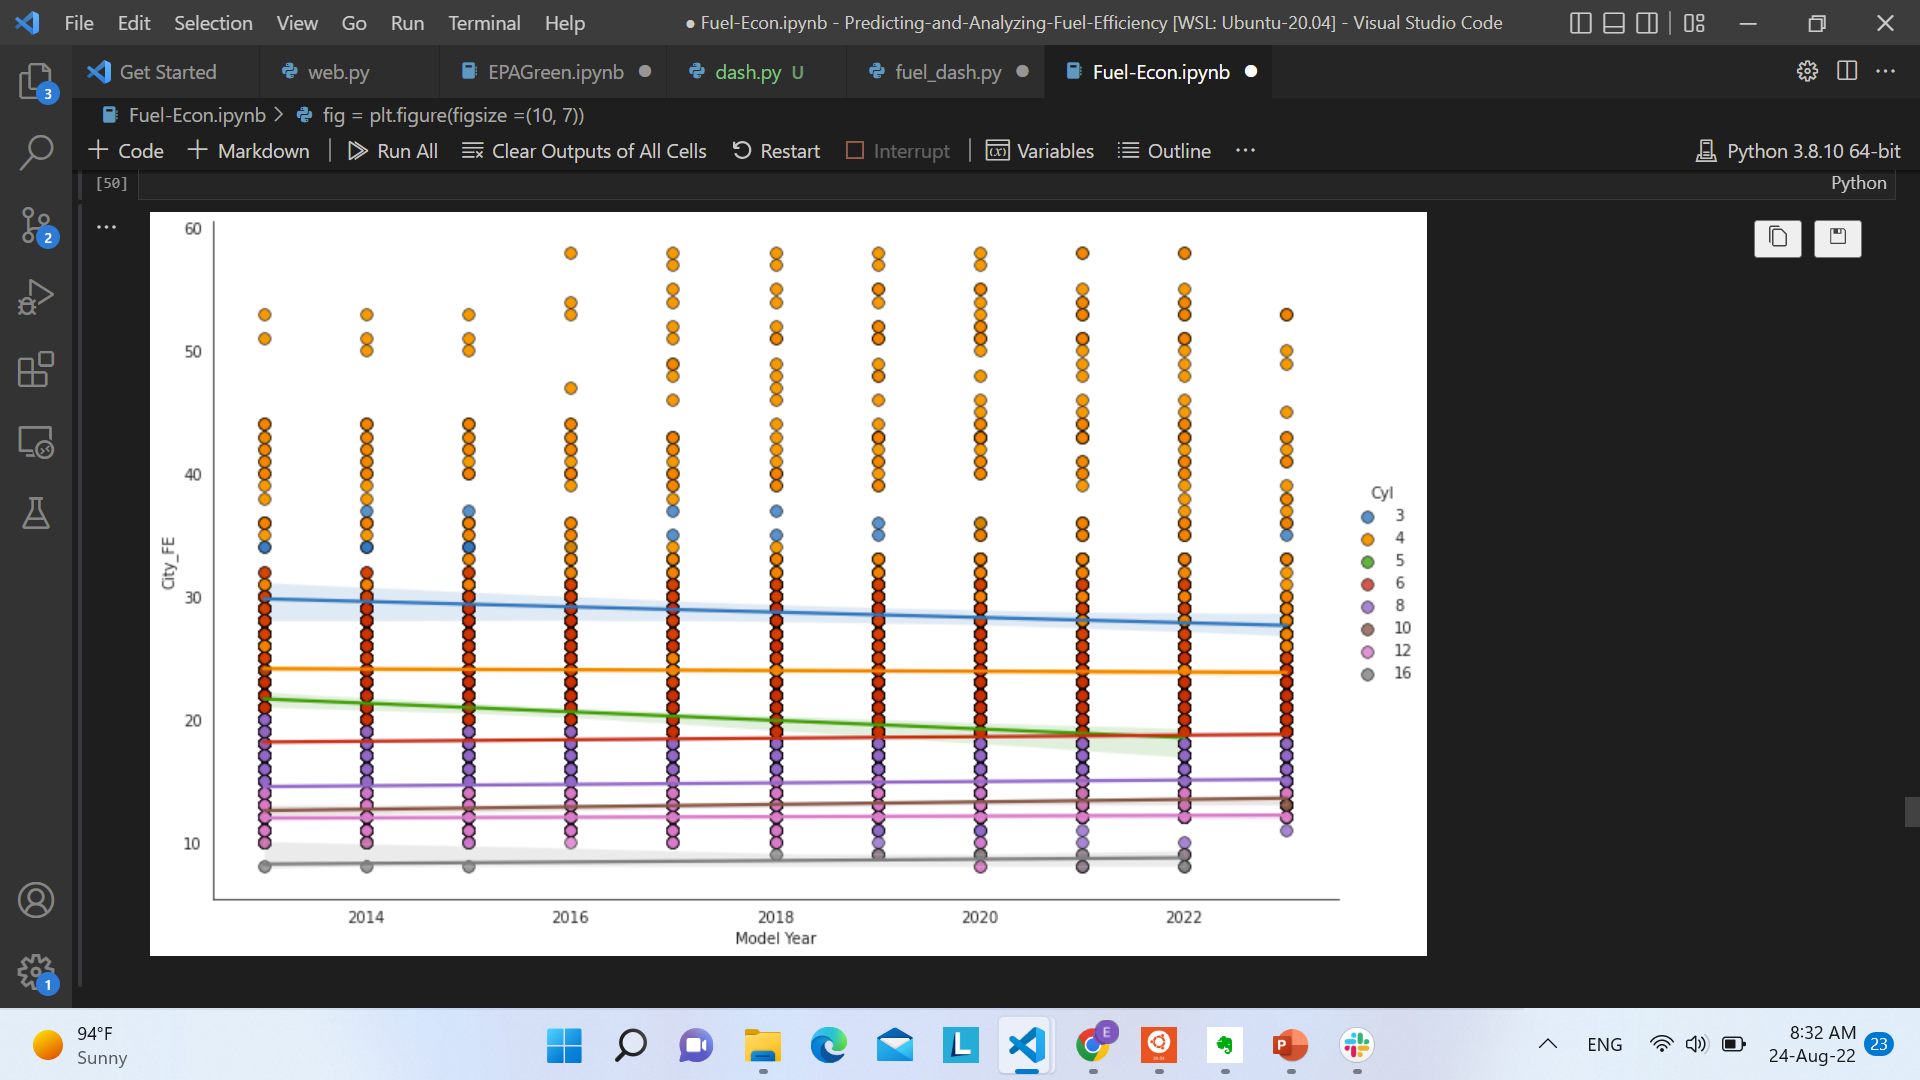 File Edit Selection View Go Run Terminal Help ● Fuel-Econ.ipynb - Predicting-and-Analyzing-Fuel-Efficiency [WSL: Ubuntu-20.04] - Visual Studio Code
Get Started web.py EPAGreen.ipynb dash.py U fuel_dash.py Fuel-Econ.ipynb
Fuel-Econ.ipynb > fig = plt.figure(figsize =(10, 7))
+ Code + Markdown Run All Clear Outputs of All Cells Restart Interrupt Variables Outline ... Python 3.8.10 64-bit
[50] Python
3
2
1
60
50
40
30
20
10
City_FE
2014 2016 2018 2020 2022
Model Year
Cyl
3
4
5
6
8
10
12
16
94°F
Sunny
E
L
20.04
P
ENG
8:32 AM
24-Aug-22
23